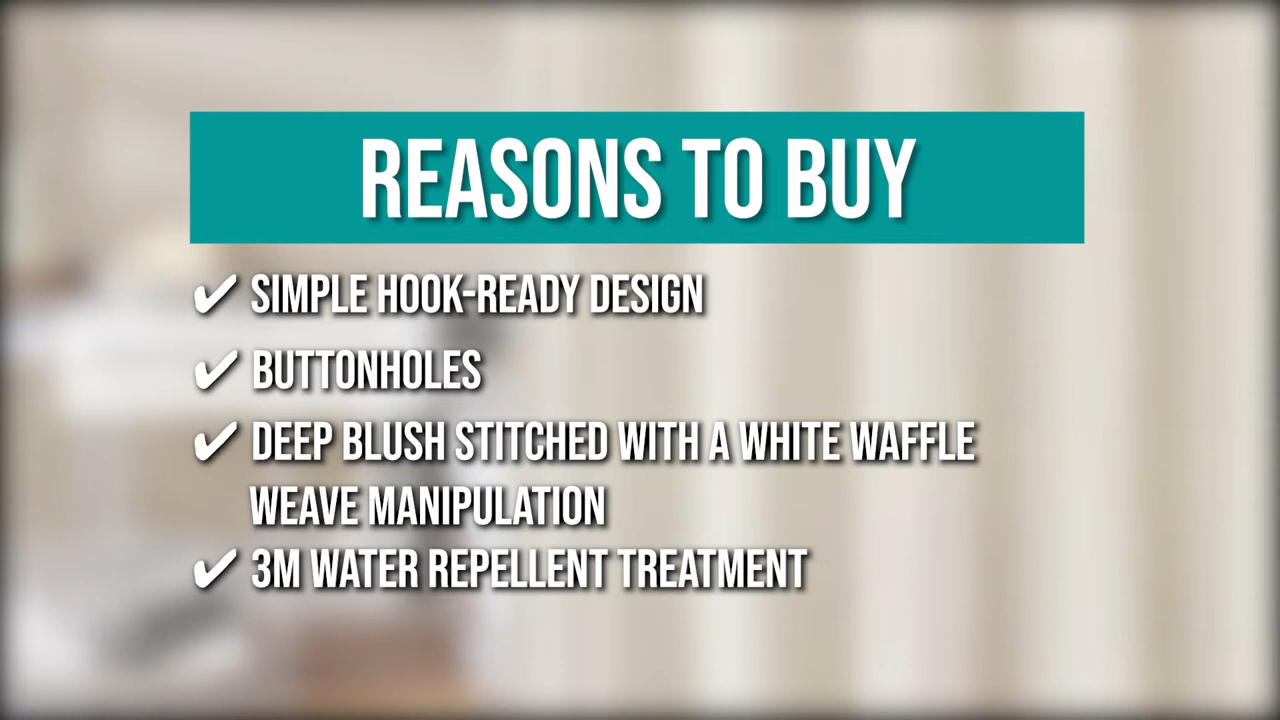 REASONS TO BUY
✔ SIMPLE HOOK-READY DESIGN
✔ BUTTONHOLES
✔ DEEP BLUSH STITCHED WITH A WHITE WAFFLE
WEAVE MANIPULATION
✔ 3M WATER REPELLENT TREATMENT